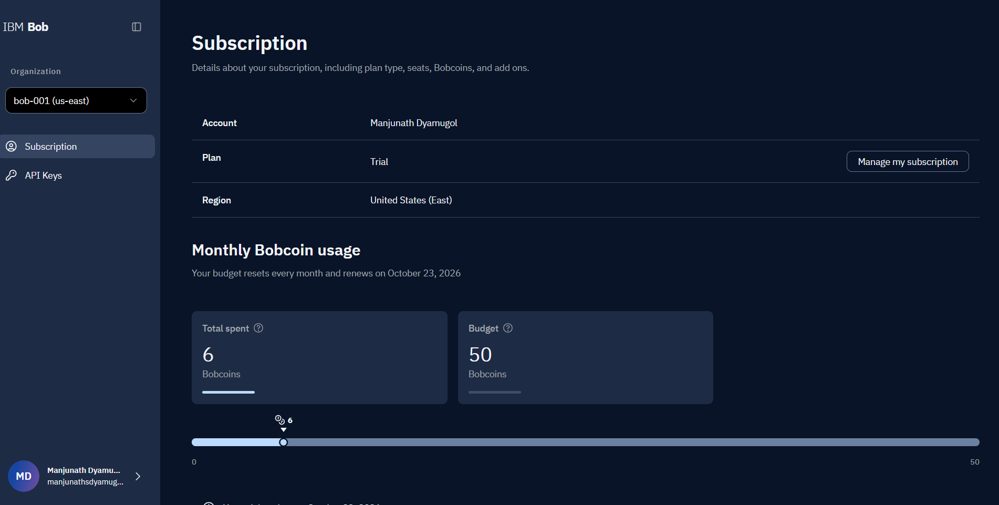 IBM Bob
Organization
bob-001 (us-east)
Subscription
API Keys
MD
Manjunath Dyamu...
manjunathsdyamug...
Subscription
Details about your subscription, including plan type, seats, Bobcoins, and add ons.
Account
Manjunath Dyamugol
Plan
Trial
Manage my subscription
Region
United States (East)
Monthly Bobcoin usage
Your budget resets every month and renews on October 23, 2026
Total spent ?
6
Bobcoins
Budget ?
50
Bobcoins
6
0
50